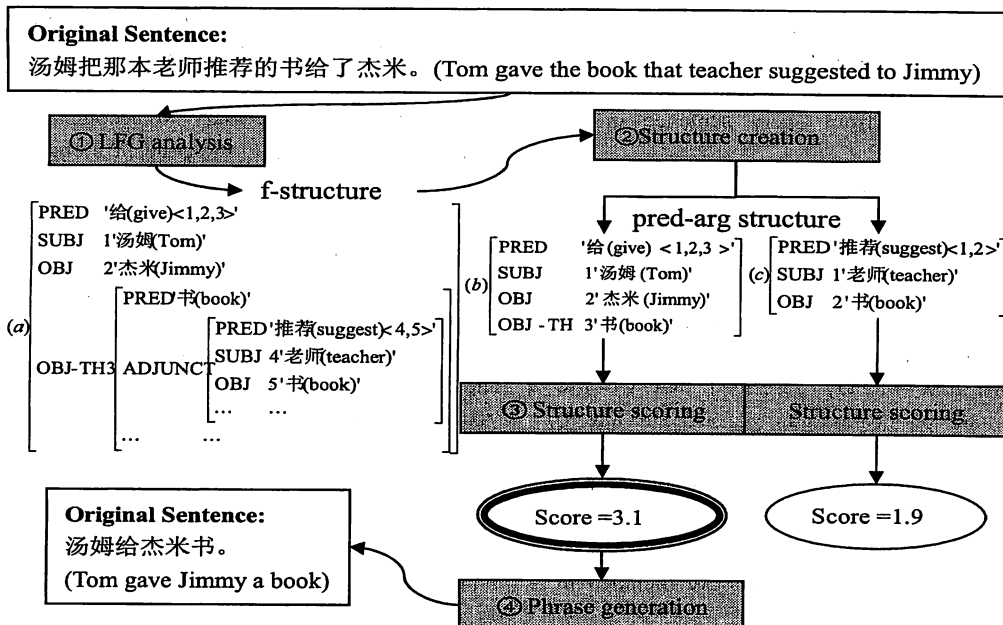 Original Sentence:
汤姆把那本老师推荐的书给了杰米。(Tom gave the book that teacher suggested to Jimmy)
① LFG analysis
②Structure creation
f-structure
pred-arg structure
(a)
PRED '给(give)<1,2,3>'
SUBJ 1'汤姆(Tom)'
OBJ 2'杰米(Jimmy)'
OBJ-TH3
PRED'书(book)'
ADJUNCT
PRED'推荐(suggest)<4,5>'
SUBJ 4'老师(teacher)'
OBJ 5'书(book)'
... ...
... ...
(b)
PRED '给(give) <1,2,3 >'
SUBJ 1'汤姆 (Tom)'
OBJ 2'杰米 (Jimmy)'
OBJ -TH 3'书(book)'
(c)
PRED'推荐(suggest)<1,2>'
SUBJ 1'老师(teacher)'
OBJ 2'书(book)'
③ Structure scoring
Structure scoring
Score =3.1
Score =1.9
Original Sentence:
汤姆给杰米书。
(Tom gave Jimmy a book)
④ Phrase generation